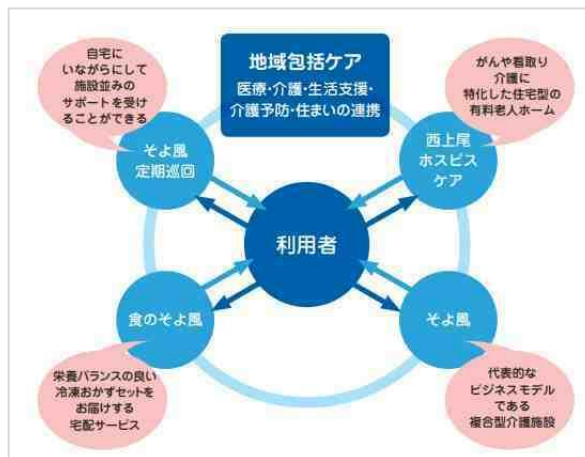 地域包括ケア
医療・介護・生活支援・
介護予防・住まいの連携
自宅に
いながらにして
施設並みの
サポートを受け
ることができる
そよ風
定期巡回
がんや看取り
介護に
特化した住宅型の
有料老人ホーム
西上尾
ホスピス
ケア
利用者
食のそよ風
栄養バランスの良い
冷凍おかずセットを
お届けする
宅配サービス
そよ風
代表的な
ビジネスモデル
である
複合型介護施設